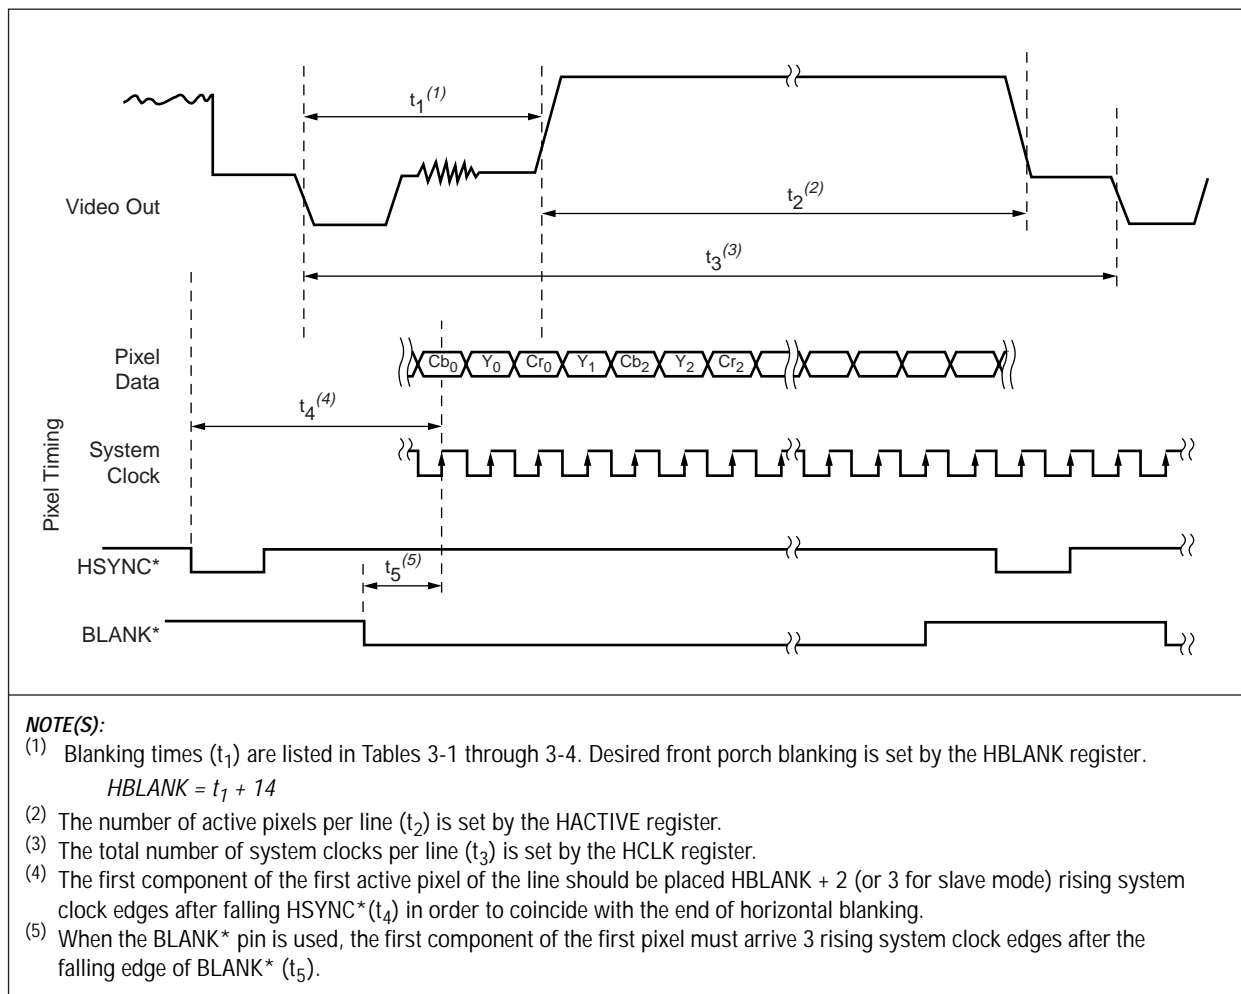 t1(1)
Video Out
t2(2)
t3(3)
Pixel Data
Cb0 Y0 Cr0 Y1 Cb2 Y2 Cr2
t4(4)
Pixel Timing
System Clock
HSYNC*
t5(5)
BLANK*
NOTE(S):
(1) Blanking times (t1) are listed in Tables 3-1 through 3-4. Desired front porch blanking is set by the HBLANK register.
HBLANK = t1 + 14
(2) The number of active pixels per line (t2) is set by the HACTIVE register.
(3) The total number of system clocks per line (t3) is set by the HCLK register.
(4) The first component of the first active pixel of the line should be placed HBLANK + 2 (or 3 for slave mode) rising system
clock edges after falling HSYNC*(t4) in order to coincide with the end of horizontal blanking.
(5) When the BLANK* pin is used, the first component of the first pixel must arrive 3 rising system clock edges after the
falling edge of BLANK* (t5).